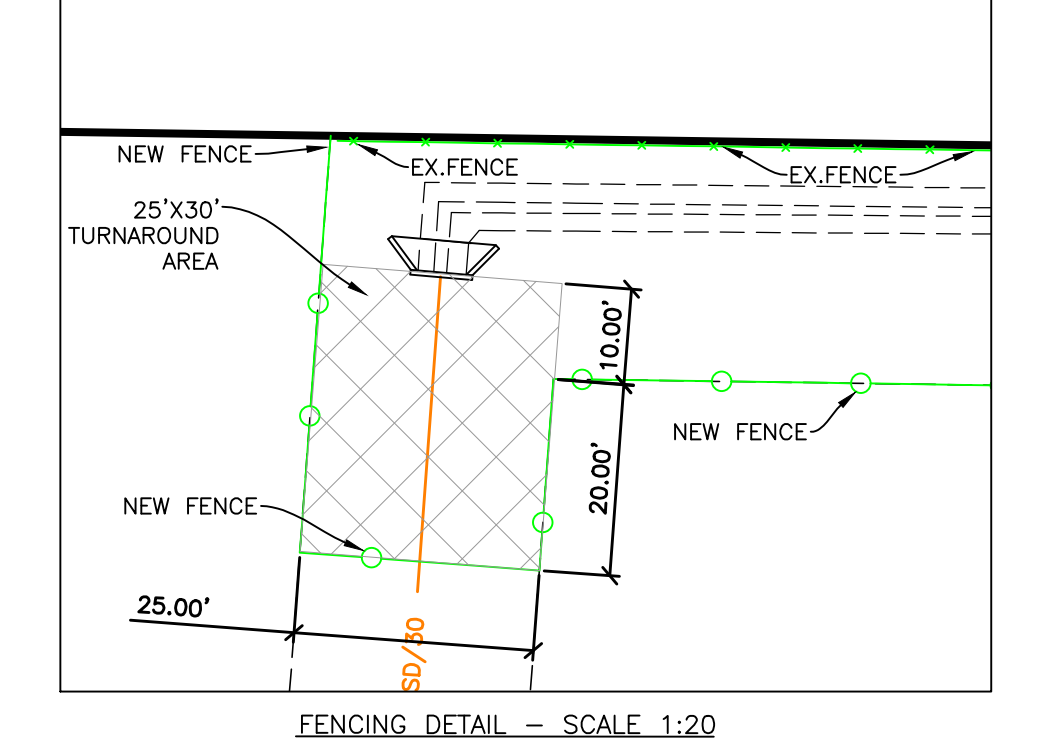 NEW FENCE
EX.FENCE
EX.FENCE
25'X30'
TURNAROUND
AREA
10.00'
NEW FENCE
20.00'
NEW FENCE
25.00'
SD/30
FENCING DETAIL – SCALE 1:20